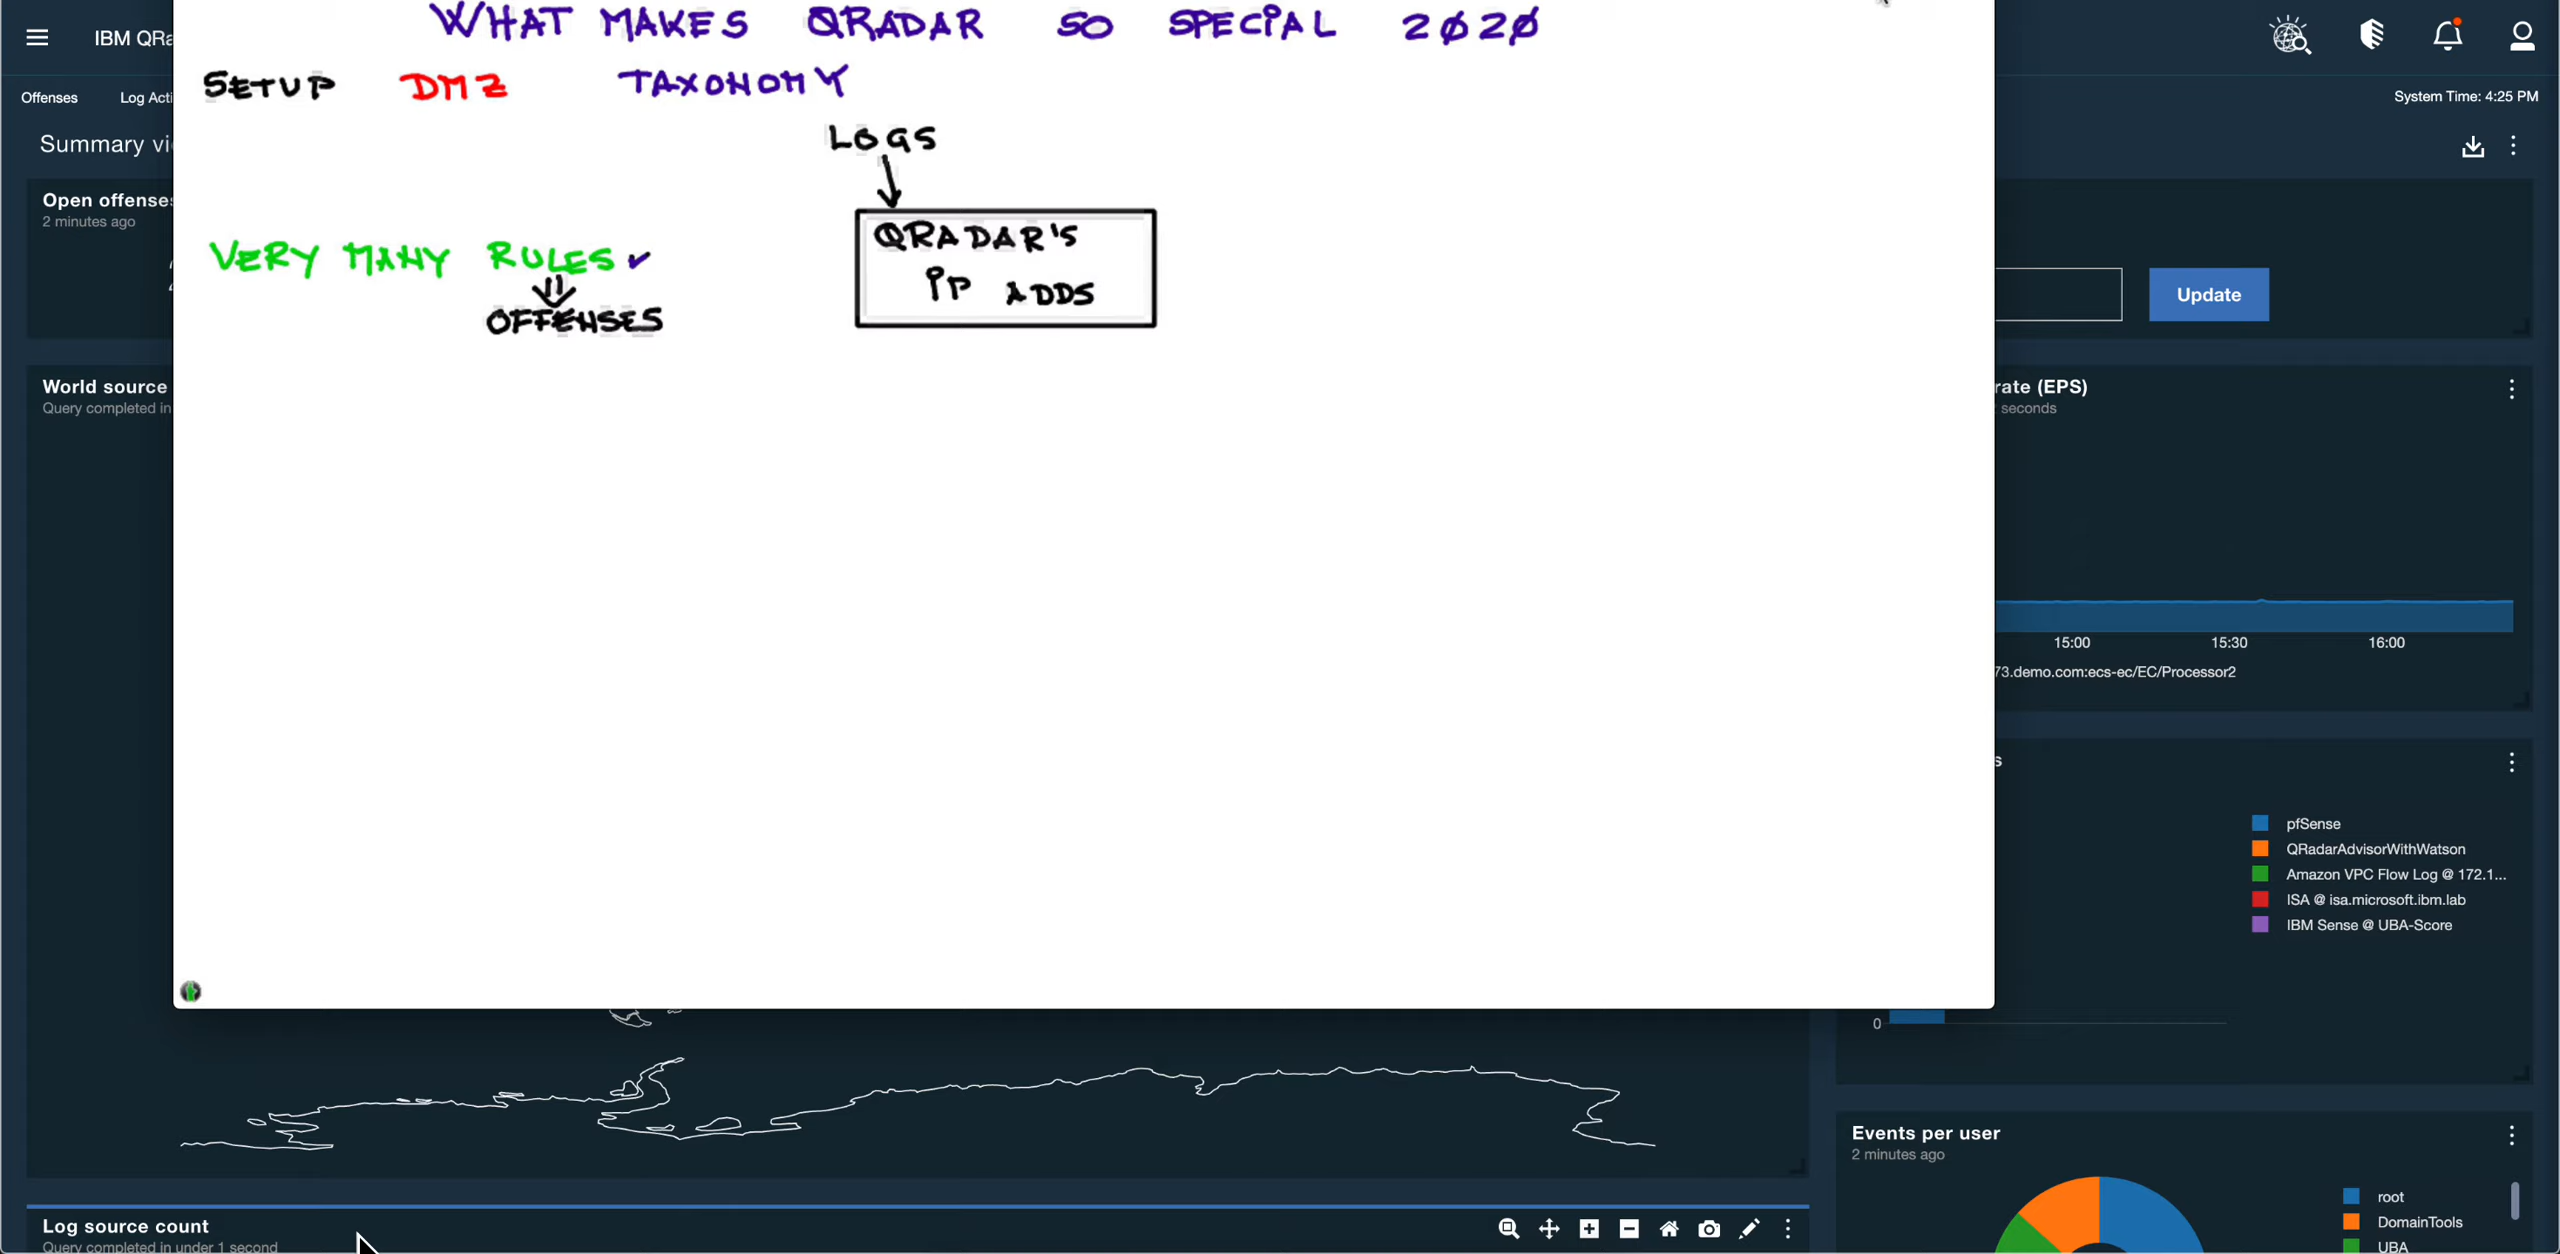 WHAT MAKES QRADAR SO SPECIAL 2020
IBM QRa
SETUP DMZ TAXONOMY
Offenses Log Acti
System Time: 4:25 PM
LOGS
Summary vi
Open offenses
2 minutes ago
QRADAR'S
IP ADDS
VERY MANY RULES ✓
OFFENSES
Update
World source
Query completed in
rate (EPS)
seconds
15:00 15:30 16:00
73.demo.com:ecs-ec/EC/Processor2
s
pfSense
QRadarAdvisorWithWatson
Amazon VPC Flow Log @ 172.1...
ISA @ isa.microsoft.ibm.lab
IBM Sense @ UBA-Score
0
Events per user
2 minutes ago
root
DomainTools
UBA
Log source count
Query completed in under 1 second